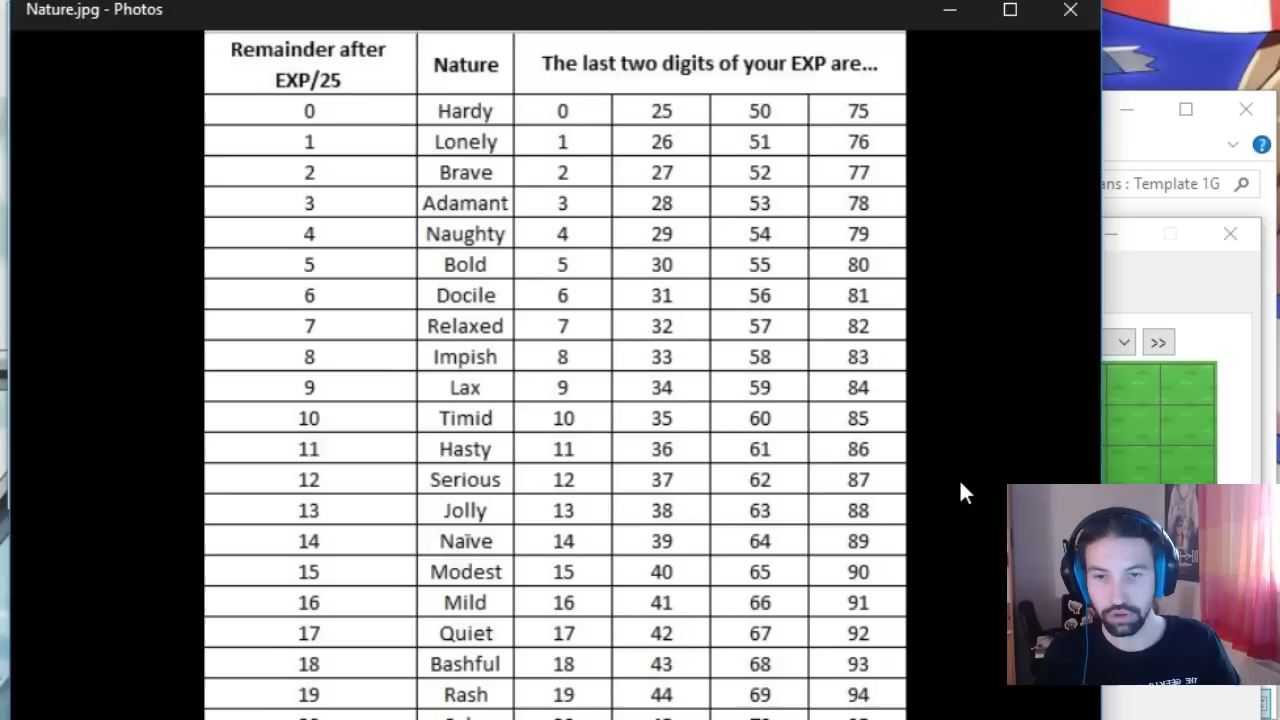 Nature.jpg - Photos
Remainder after EXP/25 Nature The last two digits of your EXP are...
0 Hardy 0 25 50 75
1 Lonely 1 26 51 76
2 Brave 2 27 52 77
3 Adamant 3 28 53 78
4 Naughty 4 29 54 79
5 Bold 5 30 55 80
6 Docile 6 31 56 81
7 Relaxed 7 32 57 82
8 Impish 8 33 58 83
9 Lax 9 34 59 84
10 Timid 10 35 60 85
11 Hasty 11 36 61 86
12 Serious 12 37 62 87
13 Jolly 13 38 63 88
14 Naïve 14 39 64 89
15 Modest 15 40 65 90
16 Mild 16 41 66 91
17 Quiet 17 42 67 92
18 Bashful 18 43 68 93
19 Rash 19 44 69 94
ans : Template 1G
>>